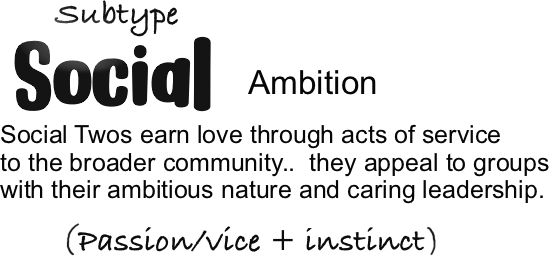 Subtype
Social Ambition
Social Twos earn love through acts of service
to the broader community.. they appeal to groups
with their ambitious nature and caring leadership.
(Passion/vice + instinct)